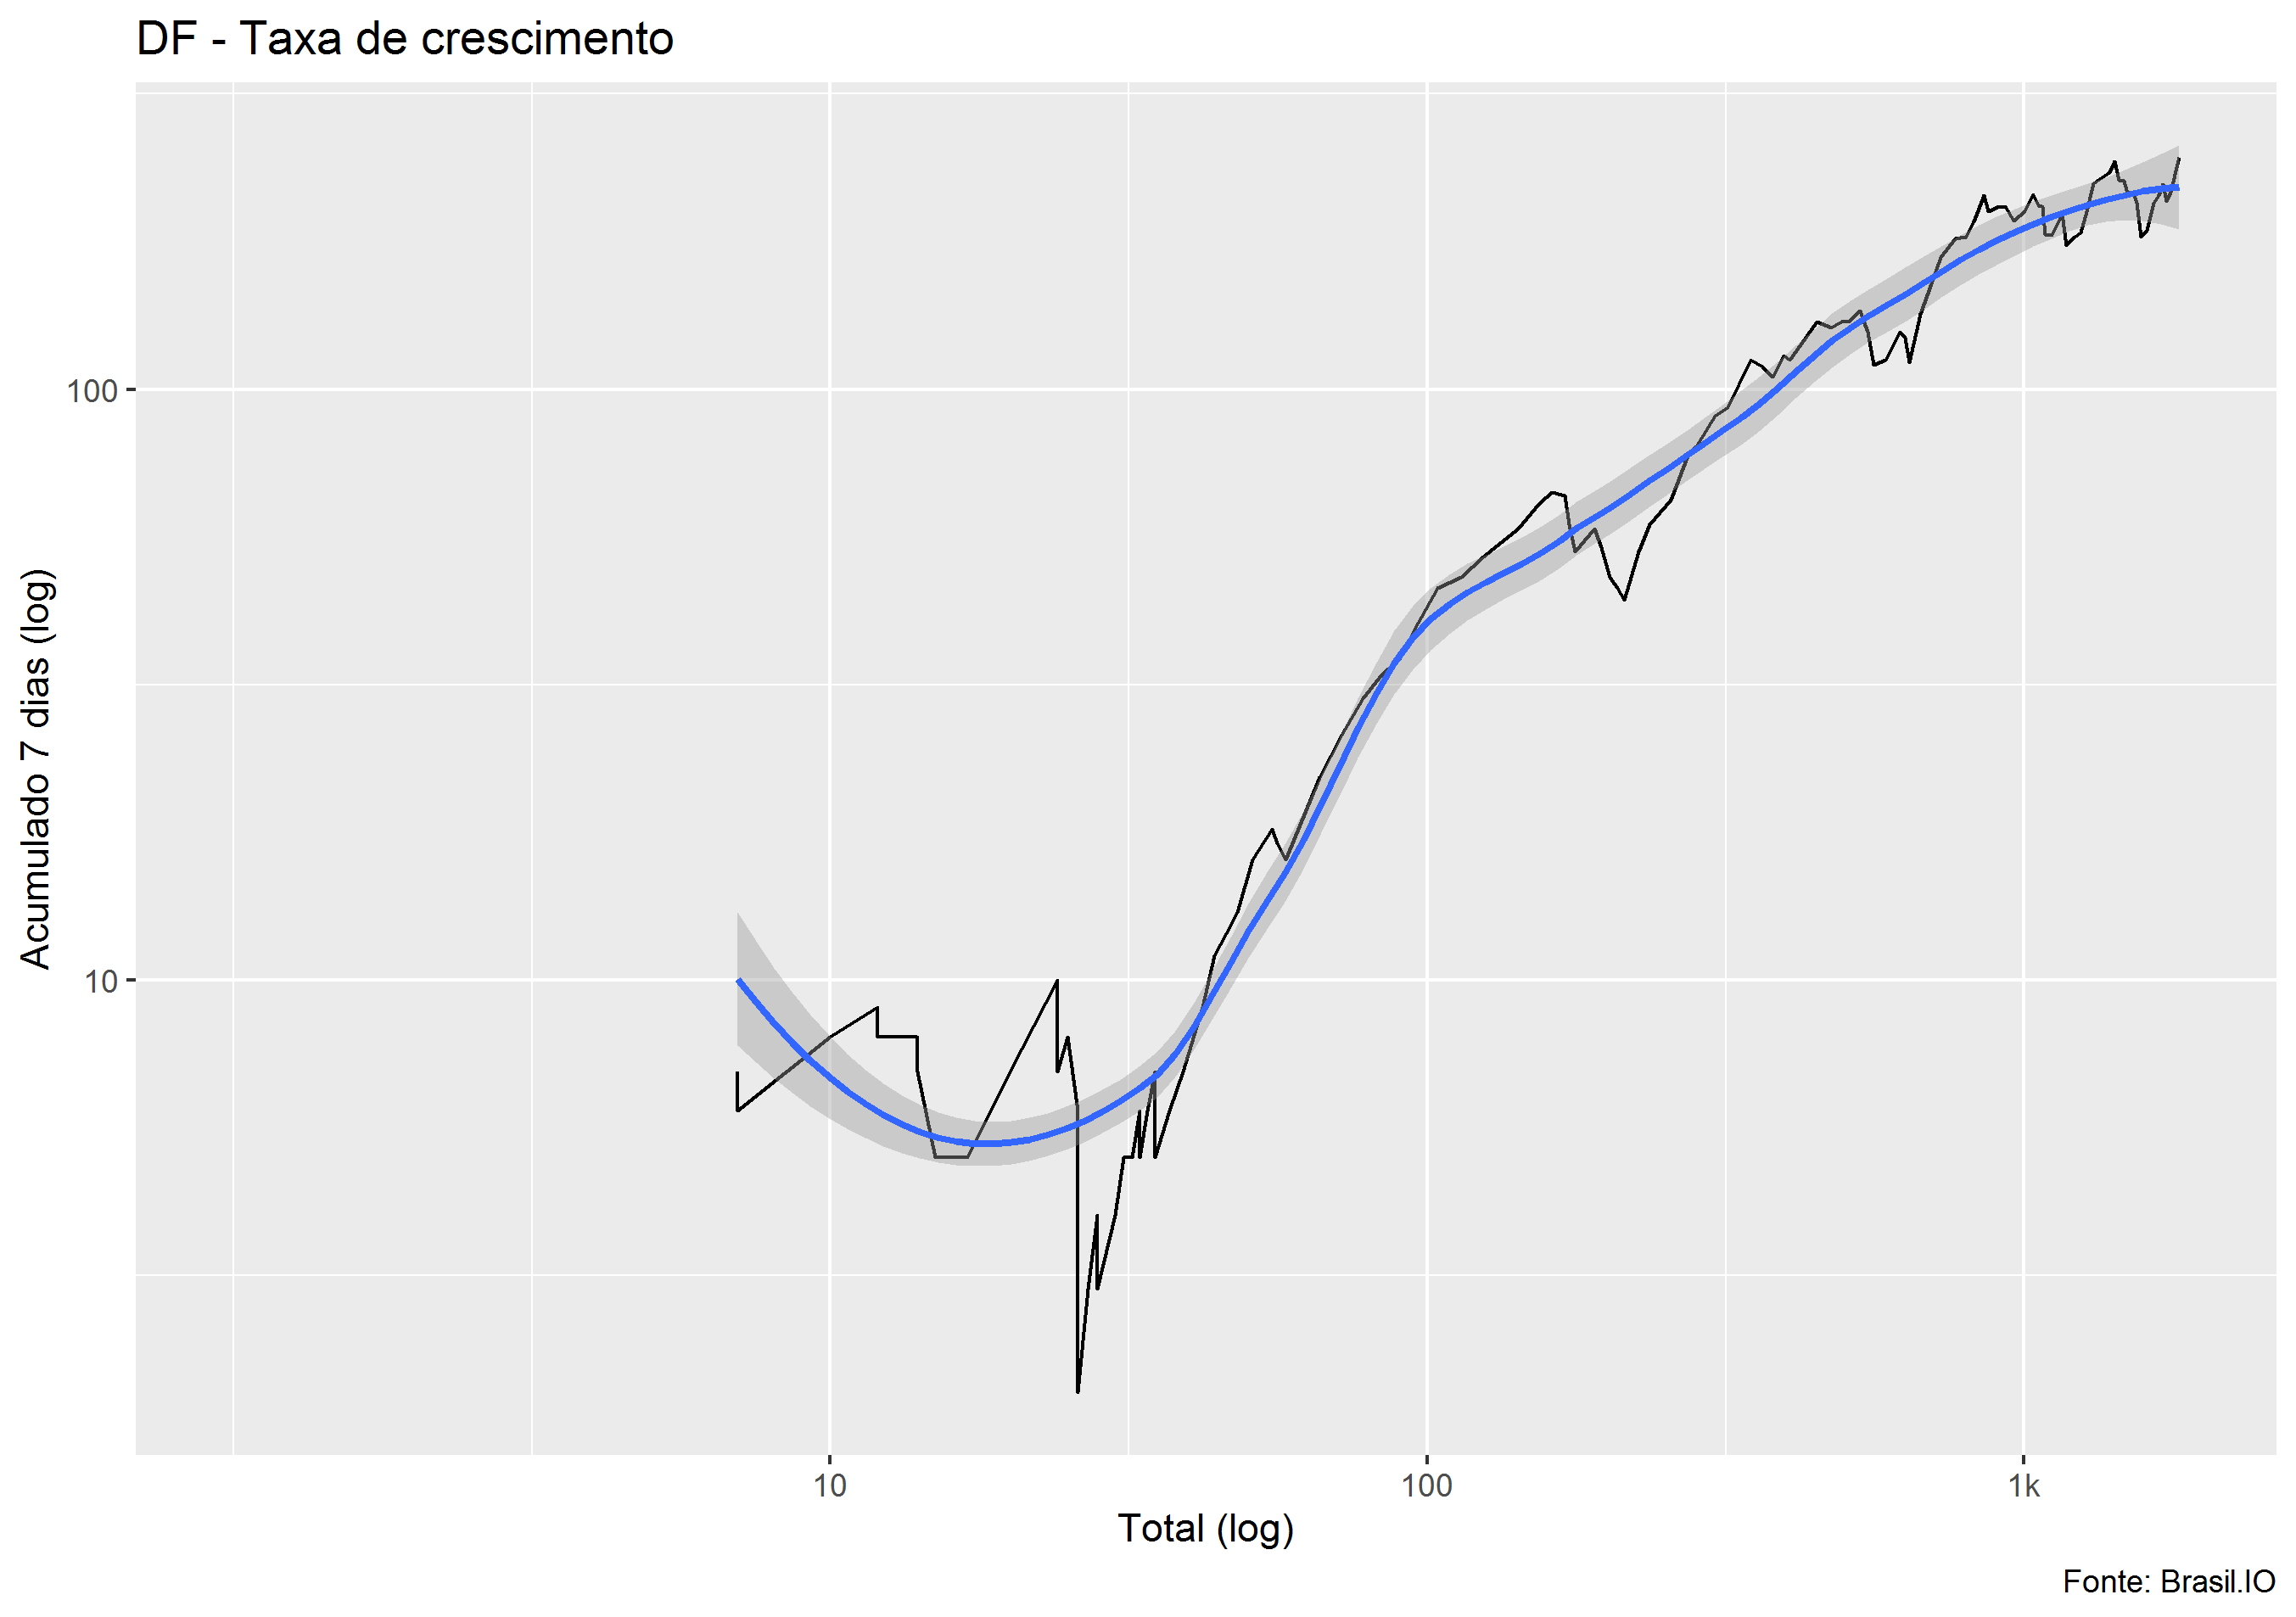 DF - Taxa de crescimento
Acumulado 7 dias (log)
100
10
10
100
1k
Total (log)
Fonte: Brasil.IO